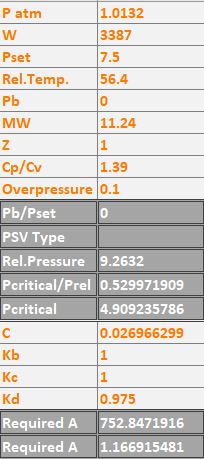 P atm 1.0132
W 3387
Pset 7.5
Rel.Temp. 56.4
Pb 0
MW 11.24
Z 1
Cp/Cv 1.39
Overpressure 0.1
Pb/Pset 0
PSV Type
Rel.Pressure 9.2632
Pcritical/Prel 0.529971909
Pcritical 4.909235786
C 0.026966299
Kb 1
Kc 1
Kd 0.975
Required A 752.8471916
Required A 1.166915481